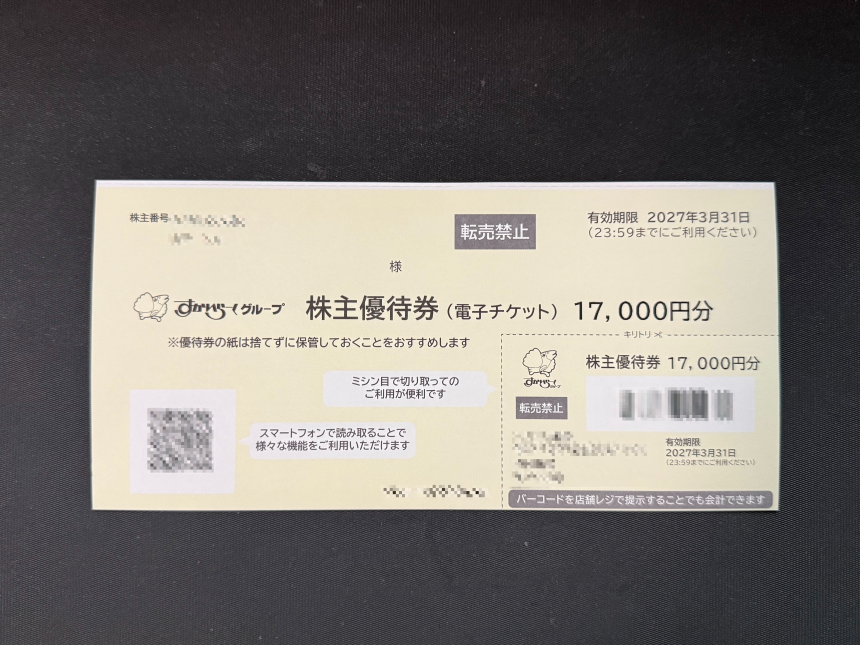 株主番号
転売禁止
有効期限 2027年3月31日
(23:59までにご利用ください)
様
すかいらーくグループ 株主優待券(電子チケット) 17,000円分
※優待券の紙は捨てずに保管しておくことをおすすめします
キリトリ
ミシン目で切り取っての
ご利用が便利です
スマートフォンで読み取ることで
様々な機能をご利用いただけます
株主優待券 17,000円分
転売禁止
有効期限
2027年3月31日
(23:59までにご利用ください)
バーコードを店舗レジで提示することでも会計できます